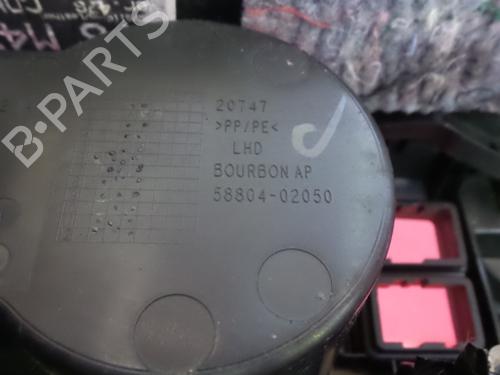 20747
>PP/PE<
LHD
BOURBON AP
58804-02050
B-PARTS